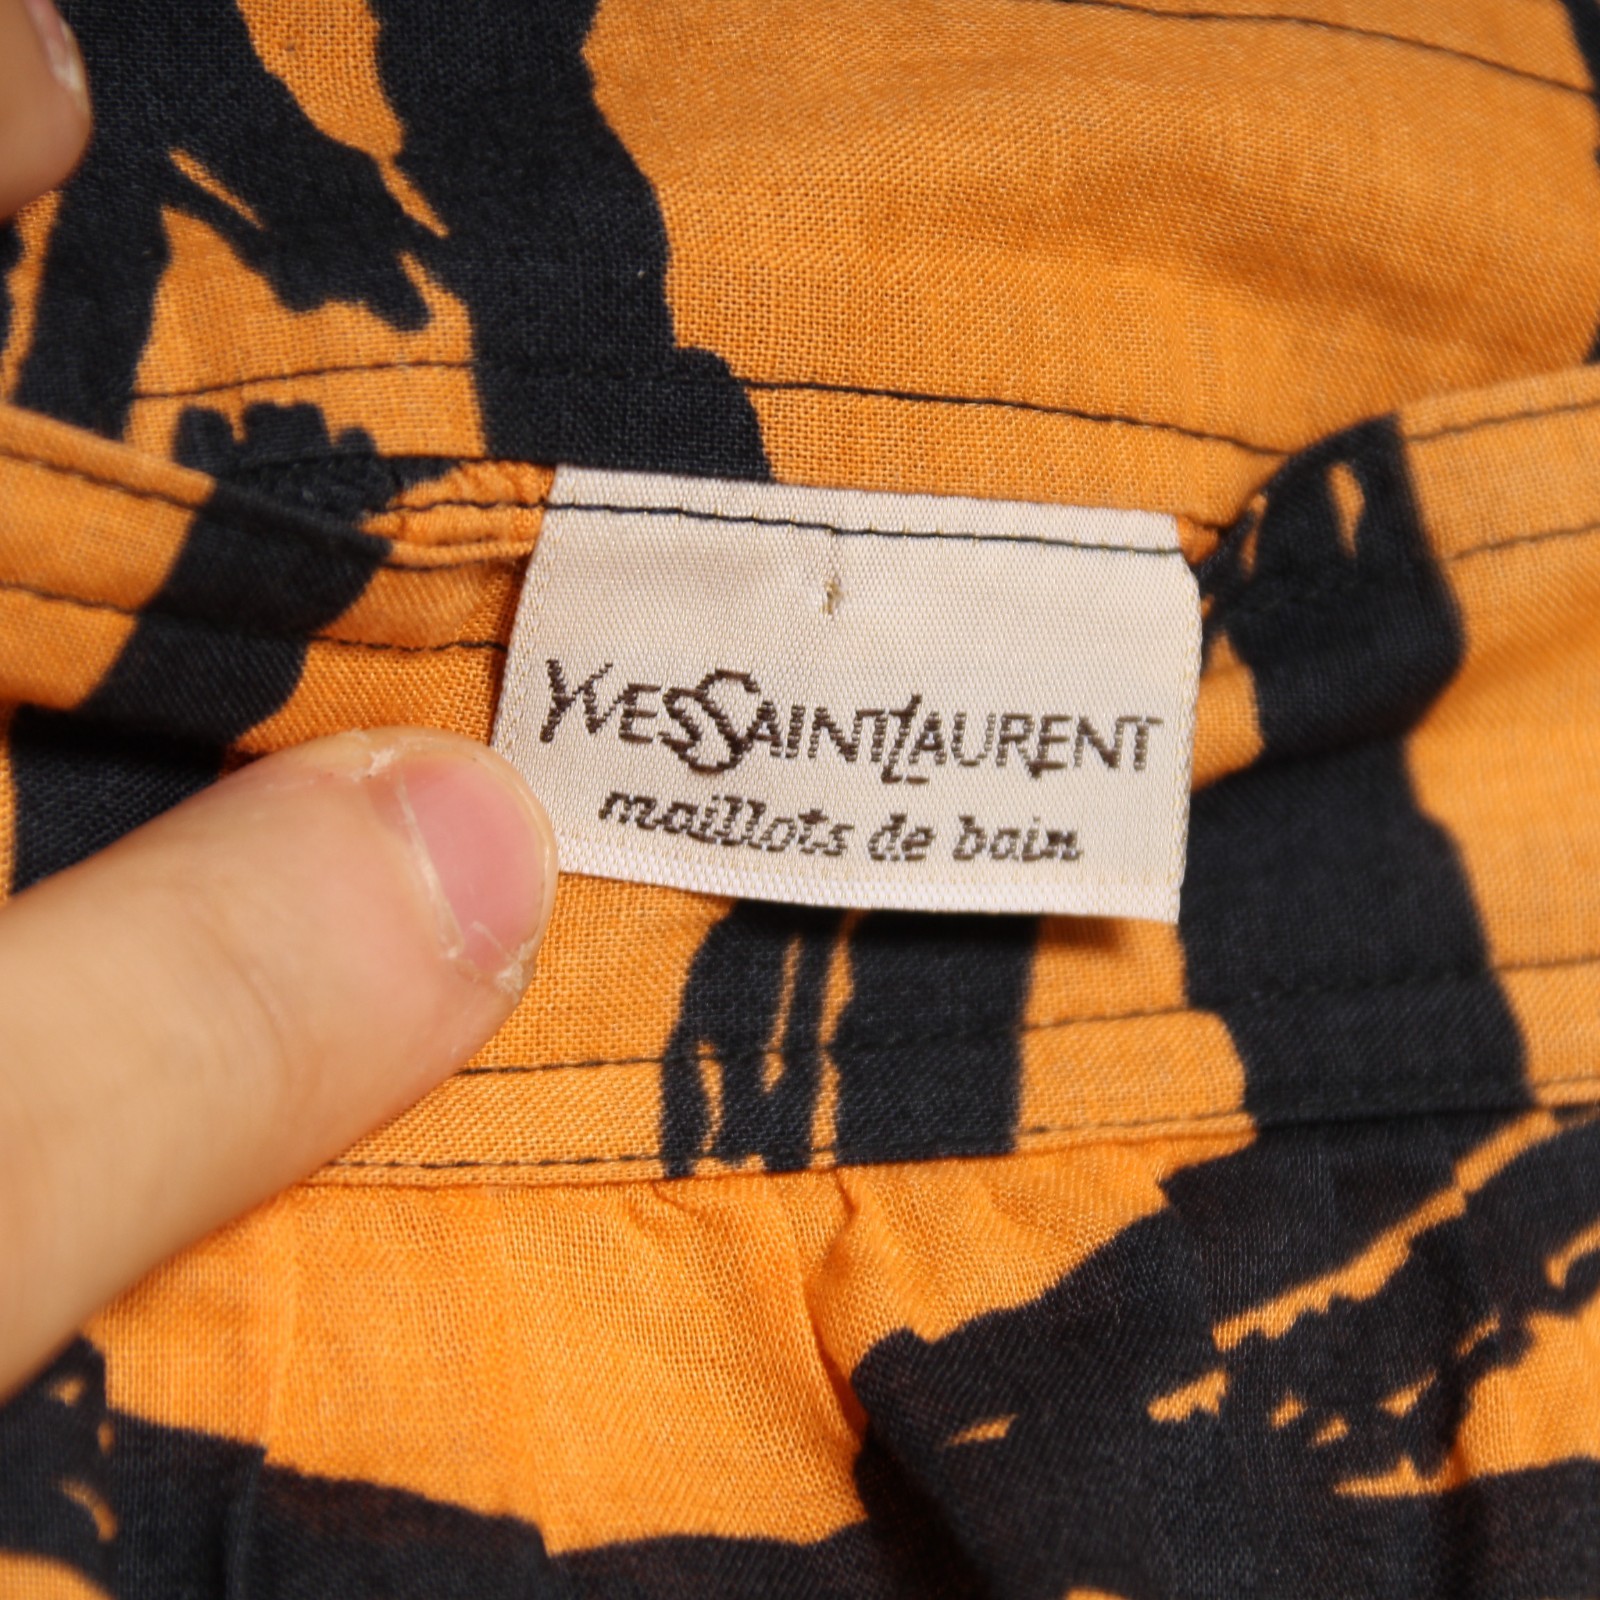 YVESSAINTLAURENT
maillots de bain